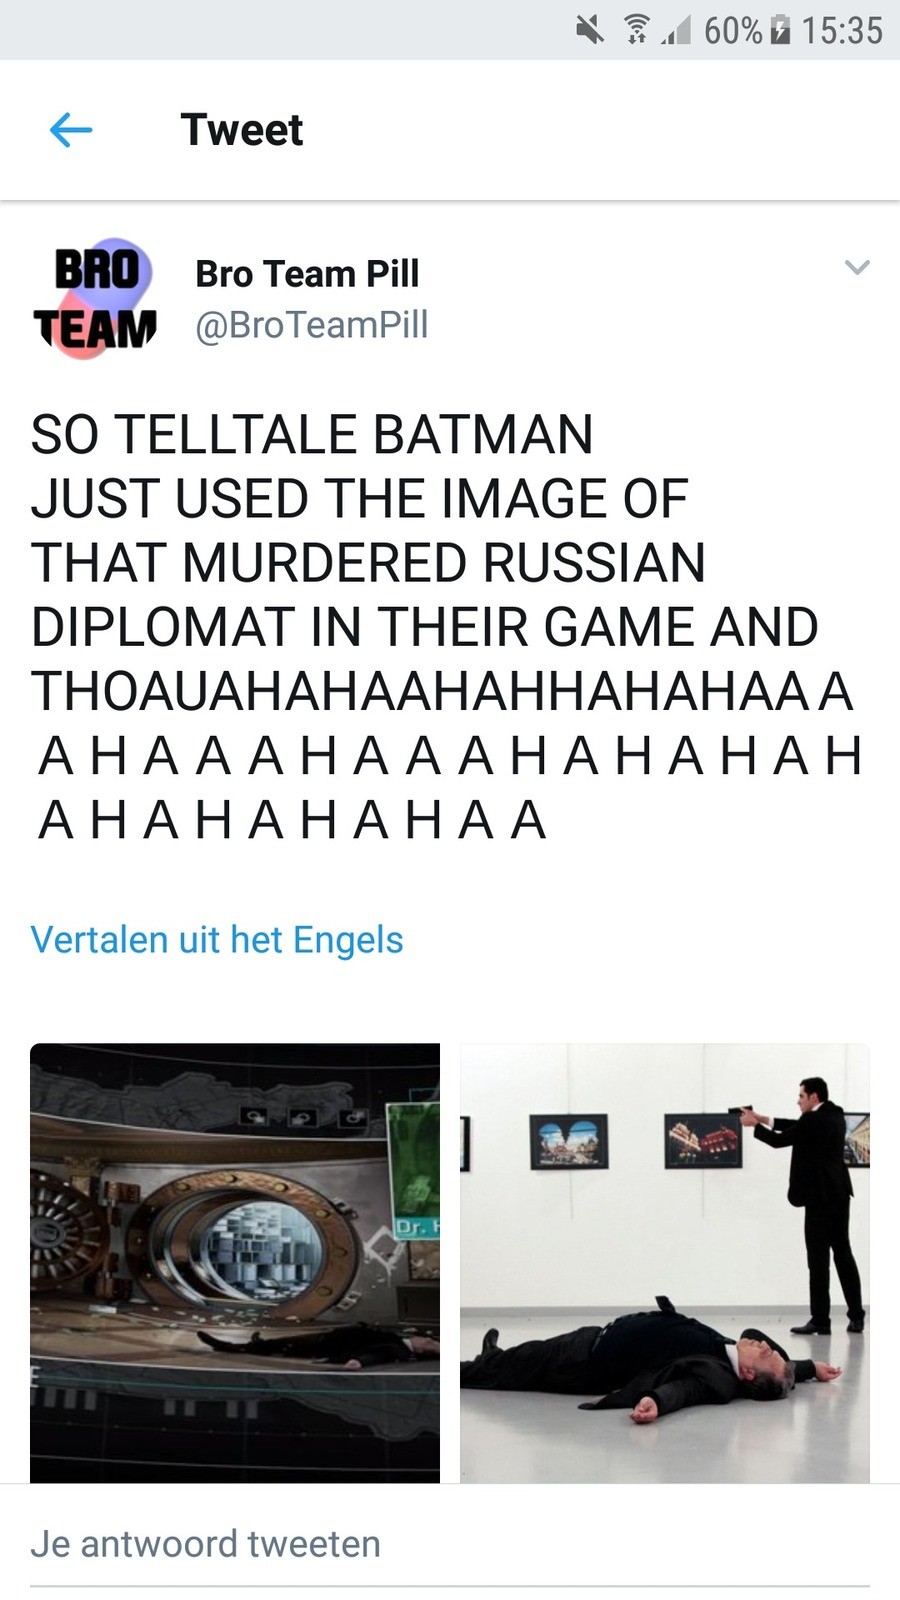 60% 15:35
Tweet
BRO
TEAM
Bro Team Pill
@BroTeamPill
SO TELLTALE BATMAN
JUST USED THE IMAGE OF
THAT MURDERED RUSSIAN
DIPLOMAT IN THEIR GAME AND
THOAUAHAHAAHAHHAHAHAA A
A H A A A H A A A H A H A H A H
A H A H A H A H A A
Vertalen uit het Engels
Dr. H
E
Je antwoord tweeten